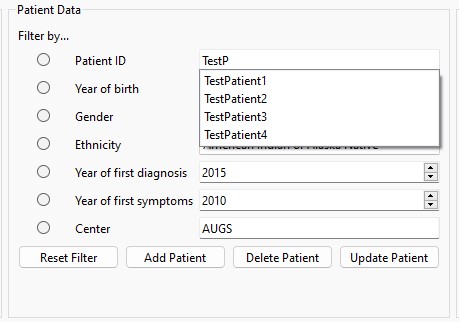 Patient Data
Filter by...
Patient ID TestP
TestPatient1
Year of birth
TestPatient2
Gender
TestPatient3
TestPatient4
Ethnicity
Year of first diagnosis 2015
Year of first symptoms 2010
Center AUGS
Reset Filter Add Patient Delete Patient Update Patient